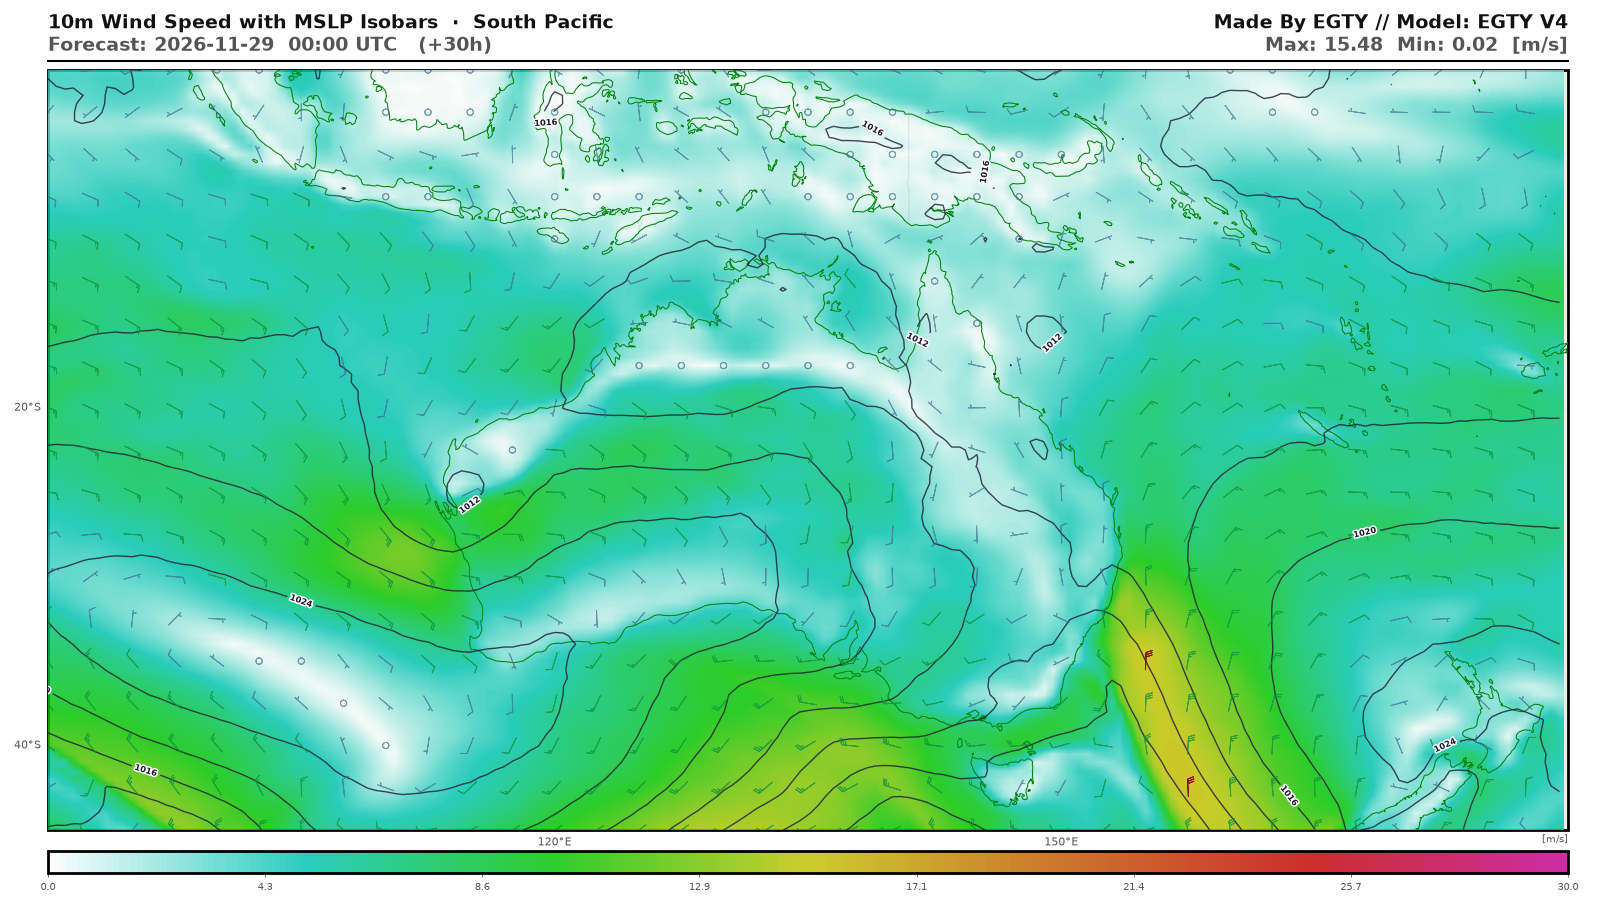 10m Wind Speed with MSLP Isobars · South Pacific
Made By EGTY // Model: EGTY V4
Forecast: 2026-11-29 00:00 UTC (+30h)
Max: 15.48 Min: 0.02 [m/s]
1016
1016
1016
1012
1012
20°S
1012
1020
1024
40°S
1024
1016
1016
120°E
150°E
[m/s]
0.0
4.3
8.6
12.9
17.1
21.4
25.7
30.0